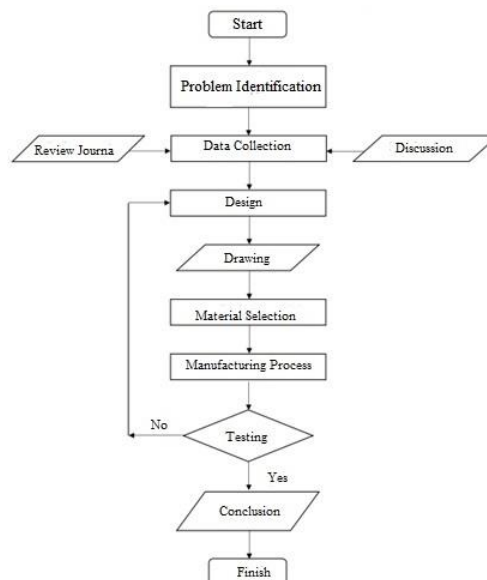 Start
Problem Identification
Review Journa
Data Collection
Discussion
Design
Drawing
Material Selection
Manufacturing Process
No
Testing
Yes
Conclusion
Finish